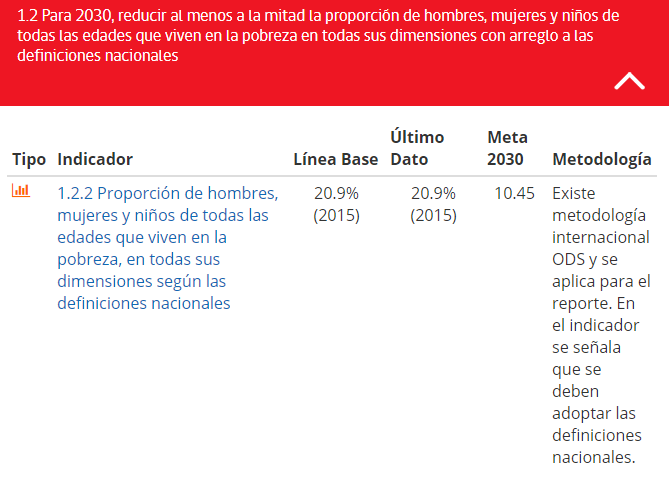 1.2 Para 2030, reducir al menos a la mitad la proporción de hombres, mujeres y niños de
todas las edades que viven en la pobreza en todas sus dimensiones con arreglo a las
definiciones nacionales
Tipo Indicador Línea Base Último Dato Meta 2030 Metodología
1.2.2 Proporción de hombres,
mujeres y niños de todas las
edades que viven en la
pobreza, en todas sus
dimensiones según las
definiciones nacionales
20.9%
(2015)
20.9%
(2015)
10.45
Existe
metodología
internacional
ODS y se
aplica para el
reporte. En
el indicador
se señala
que se
deben
adoptar las
definiciones
nacionales.